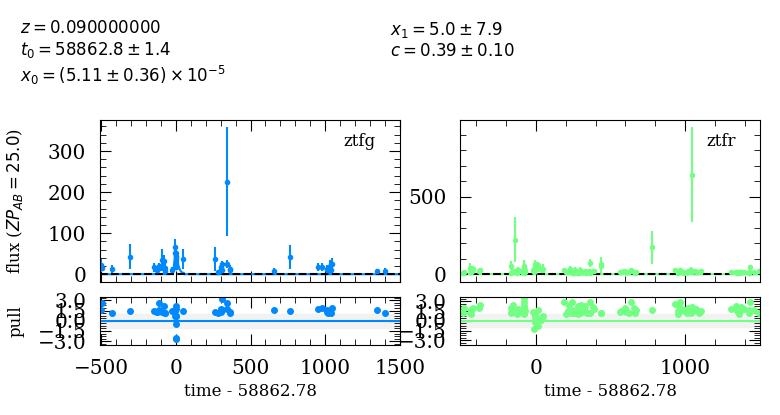 z = 0.090000000
t₀ = 58862.8 ± 1.4
x₀ = (5.11 ± 0.36) × 10⁻⁵
x₁ = 5.0 ± 7.9
c = 0.39 ± 0.10
flux (ZP_AB = 25.0)
300
200
100
0
ztfg
500
0
ztfr
pull
3.0
1.5
0.0
−1.5
−3.0
3.0
1.5
0.0
−1.5
−3.0
−500 0 500 1000 1500
0 1000
time - 58862.78
time - 58862.78